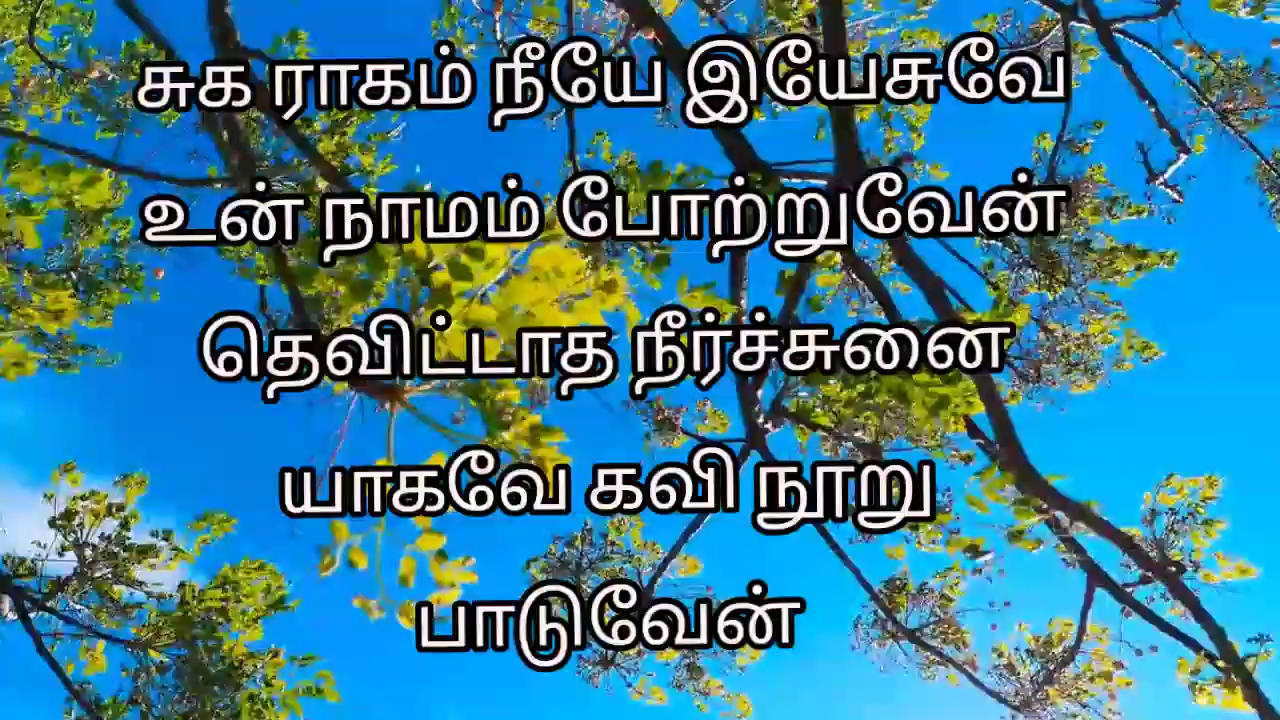 சுக ராகம் நீயே இயேசுவே
உன் நாமம் போற்றுவேன்
தெவிட்டாத நீர்ச்சுனை
யாகவே கவி நூறு
பாடுவேன்